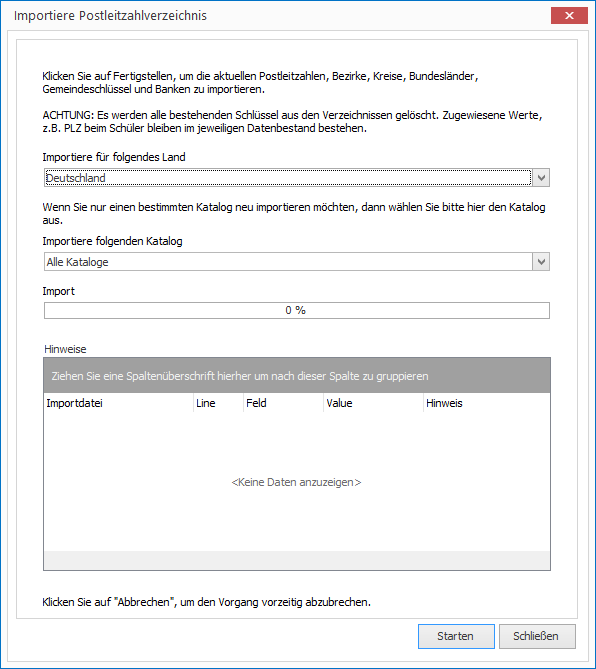 Importiere Postleitzahlverzeichnis
Klicken Sie auf Fertigstellen, um die aktuellen Postleitzahlen, Bezirke, Kreise, Bundesländer,
Gemeindeschlüssel und Banken zu importieren.
ACHTUNG: Es werden alle bestehenden Schlüssel aus den Verzeichnissen gelöscht. Zugewiesene Werte,
z.B. PLZ beim Schüler bleiben im jeweiligen Datenbestand bestehen.
Importiere für folgendes Land
Deutschland
Wenn Sie nur einen bestimmten Katalog neu importieren möchten, dann wählen Sie bitte hier den Katalog
aus.
Importiere folgenden Katalog
Alle Kataloge
Import
0 %
Hinweise
Ziehen Sie eine Spaltenüberschrift hierher um nach dieser Spalte zu gruppieren
Importdatei Line Feld Value Hinweis
<Keine Daten anzuzeigen>
Klicken Sie auf "Abbrechen", um den Vorgang vorzeitig abzubrechen.
Starten Schließen